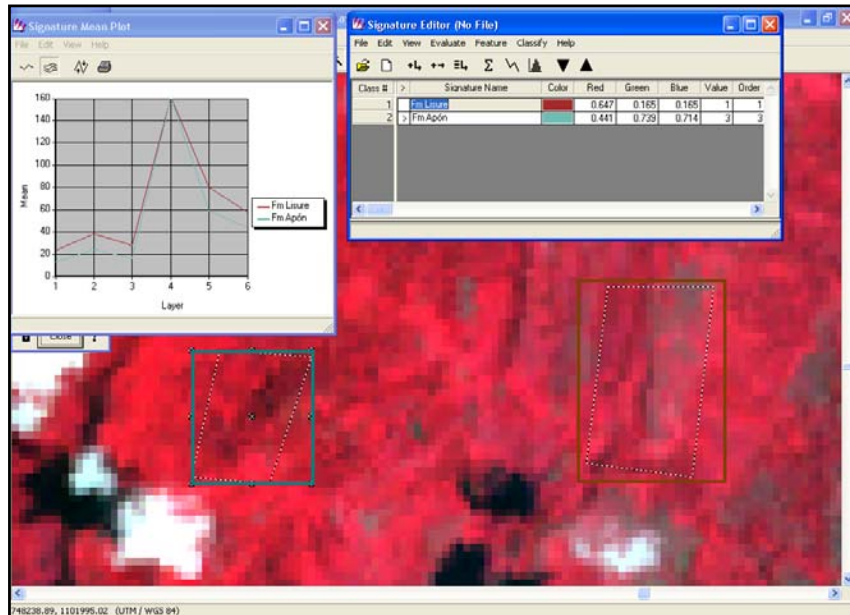 Signature Mean Plot
File Edit View Help
160
140
120
100
80
60
40
20
0
Mean
1 2 3 4 5 6
Layer
Fm Lisure
Fm Apón
Close
Signature Editor (No File)
File Edit View Evaluate Feature Classify Help
Class # > Signature Name Color Red Green Blue Value Order
1 Fm Lisure 0.647 0.165 0.165 1 1
2 > Fm Apón 0.441 0.739 0.714 3 3
748238.89, 1101995.02 (UTM / WGS 84)